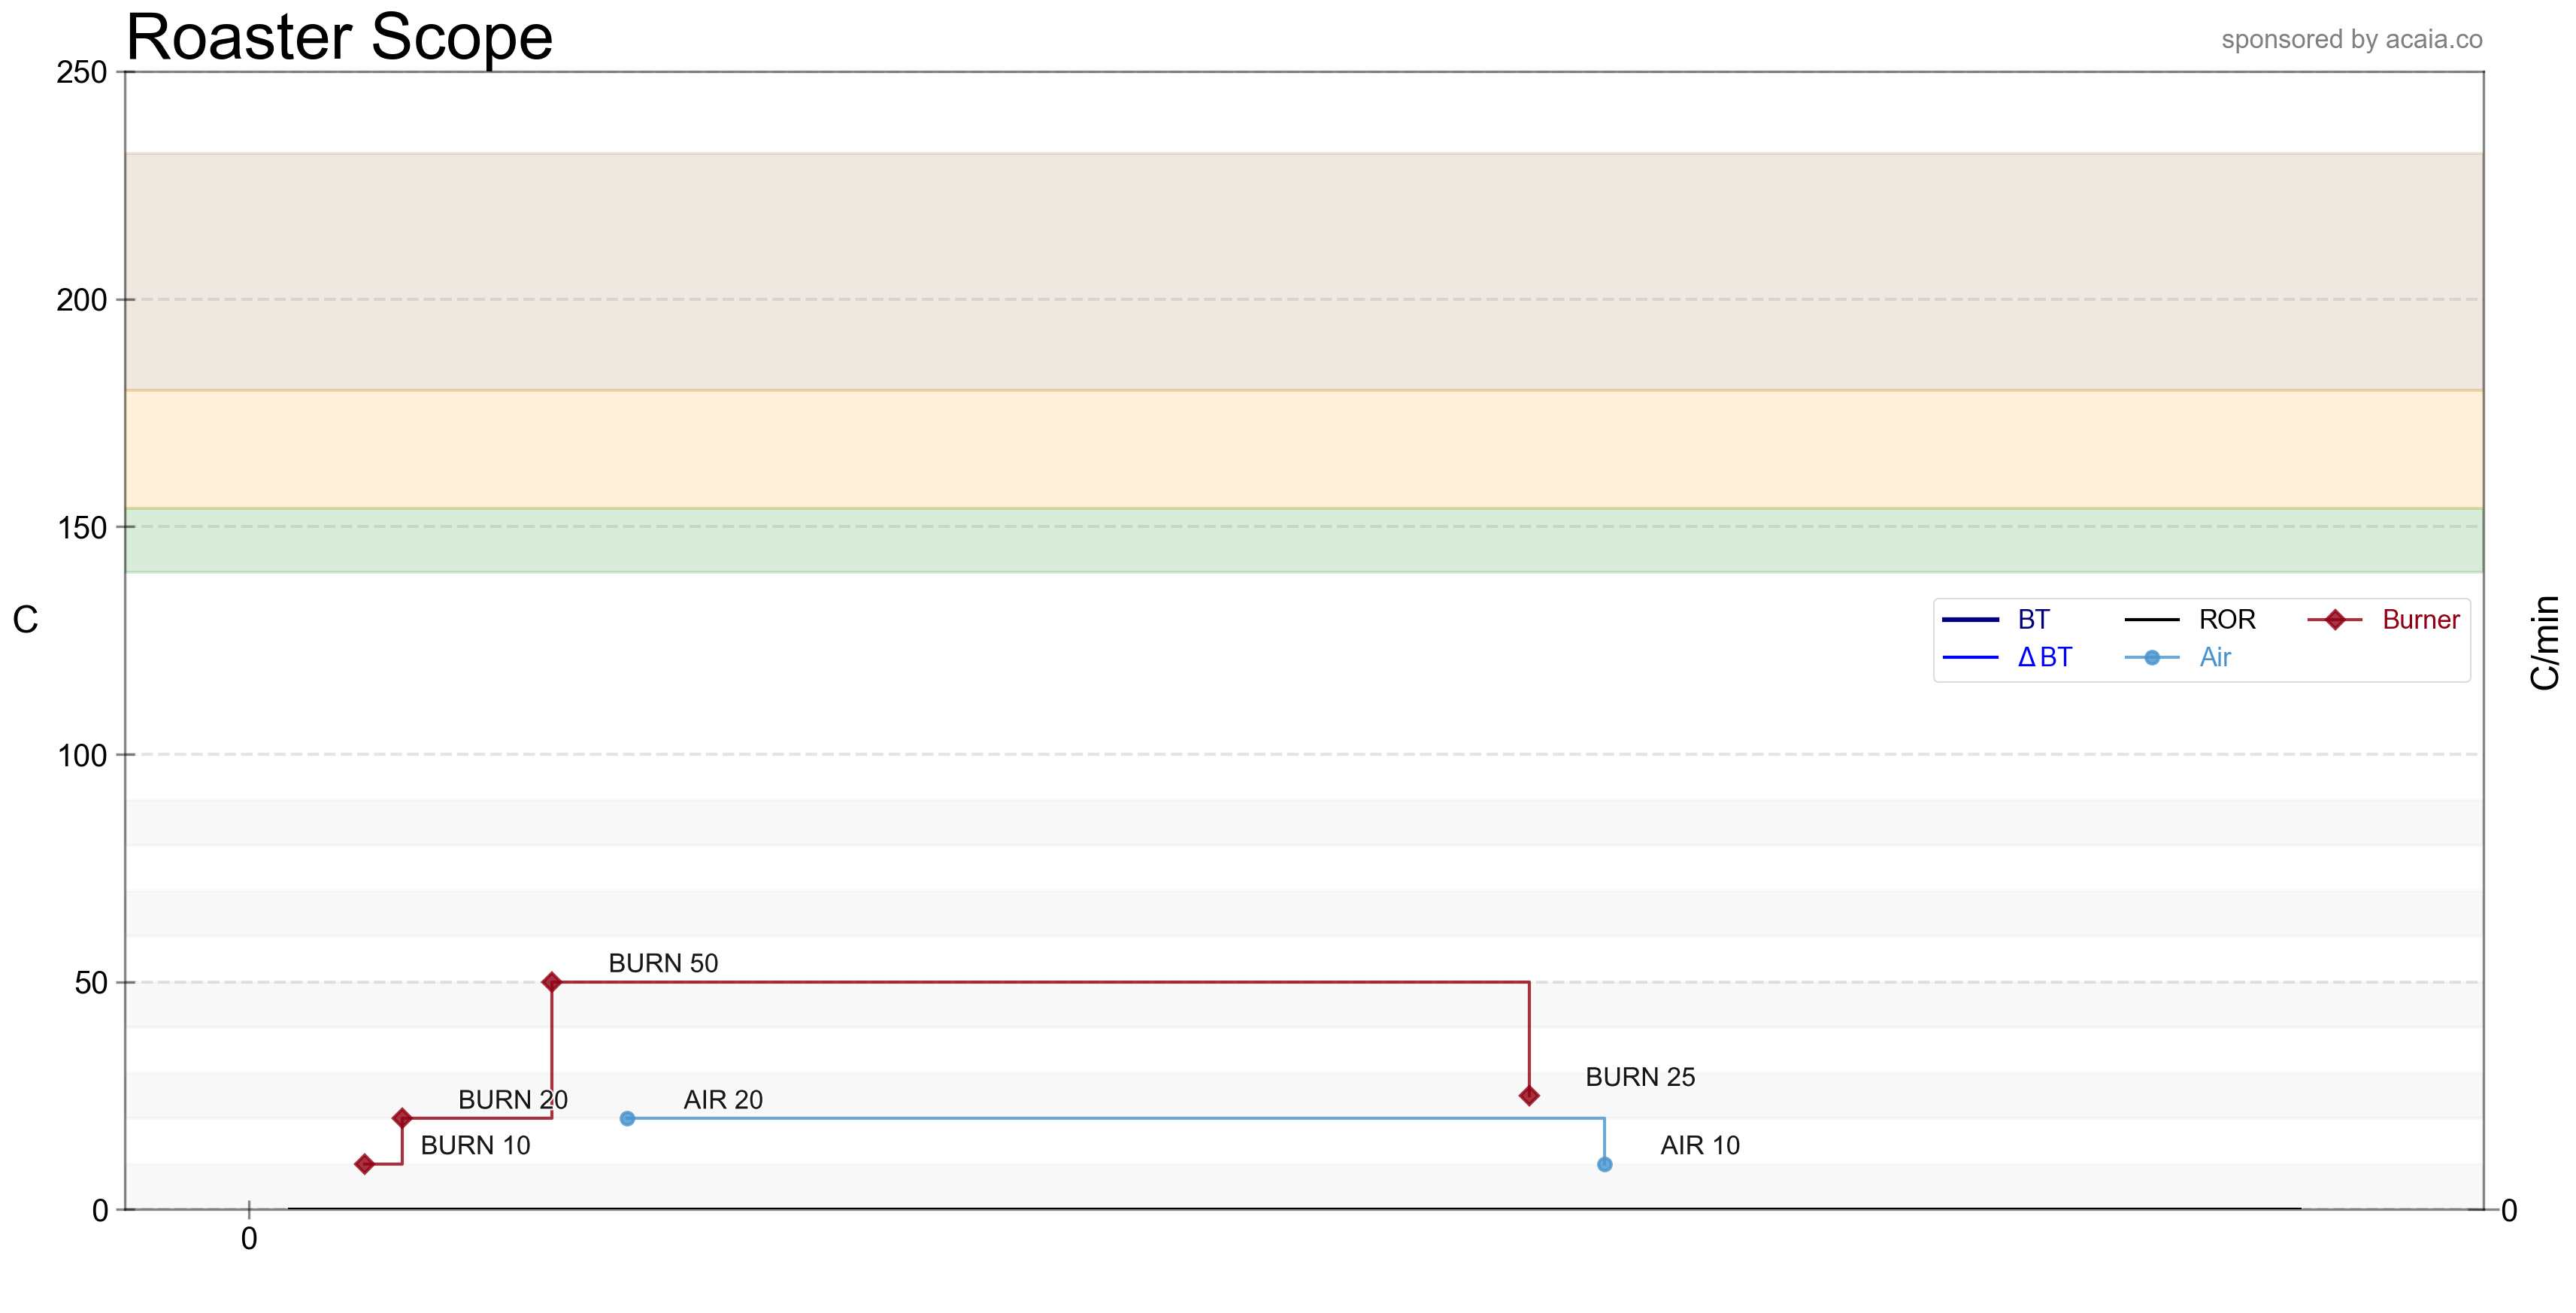 Roaster Scope
sponsored by acaia.co
250
200
150
C
C/min
BT
ROR
Burner
Δ BT
Air
100
50
BURN 50
BURN 25
BURN 20
AIR 20
BURN 10
AIR 10
0
0
0